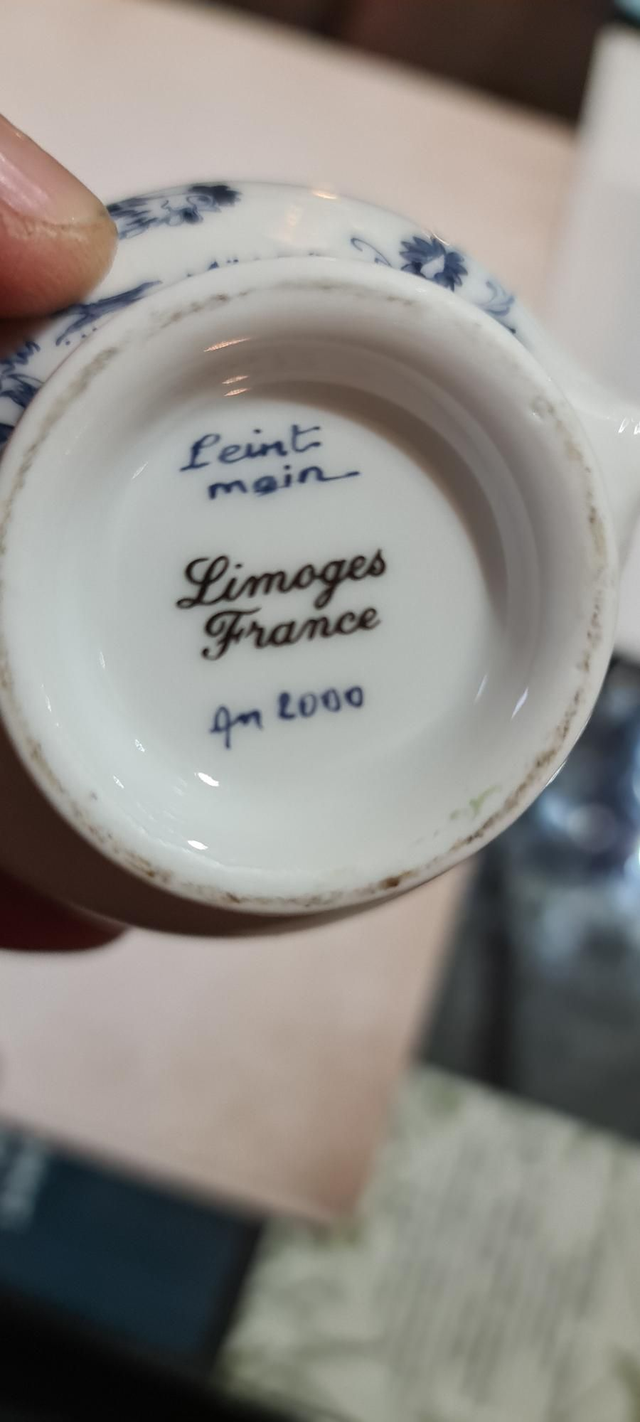 Peint
main
Limoges
France
An 2000